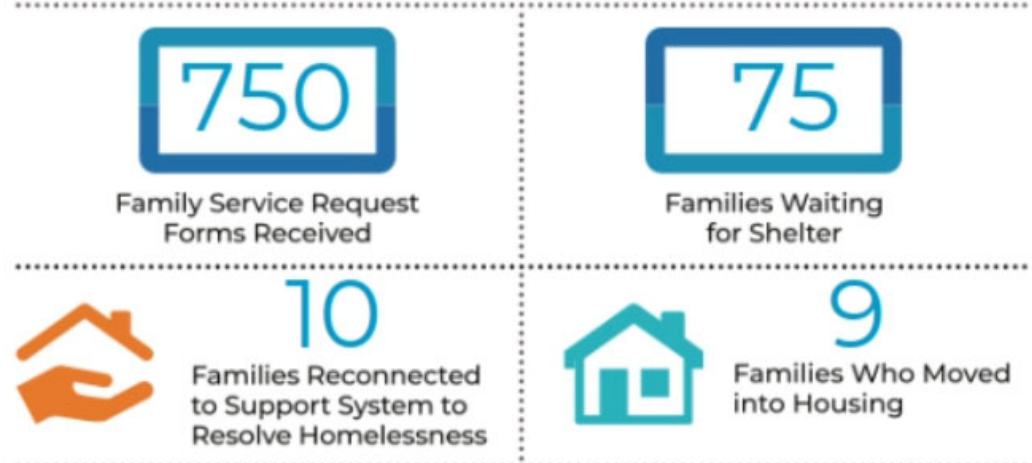 750
Family Service Request
Forms Received
75
Families Waiting
for Shelter
10
Families Reconnected
to Support System to
Resolve Homelessness
9
Families Who Moved
into Housing